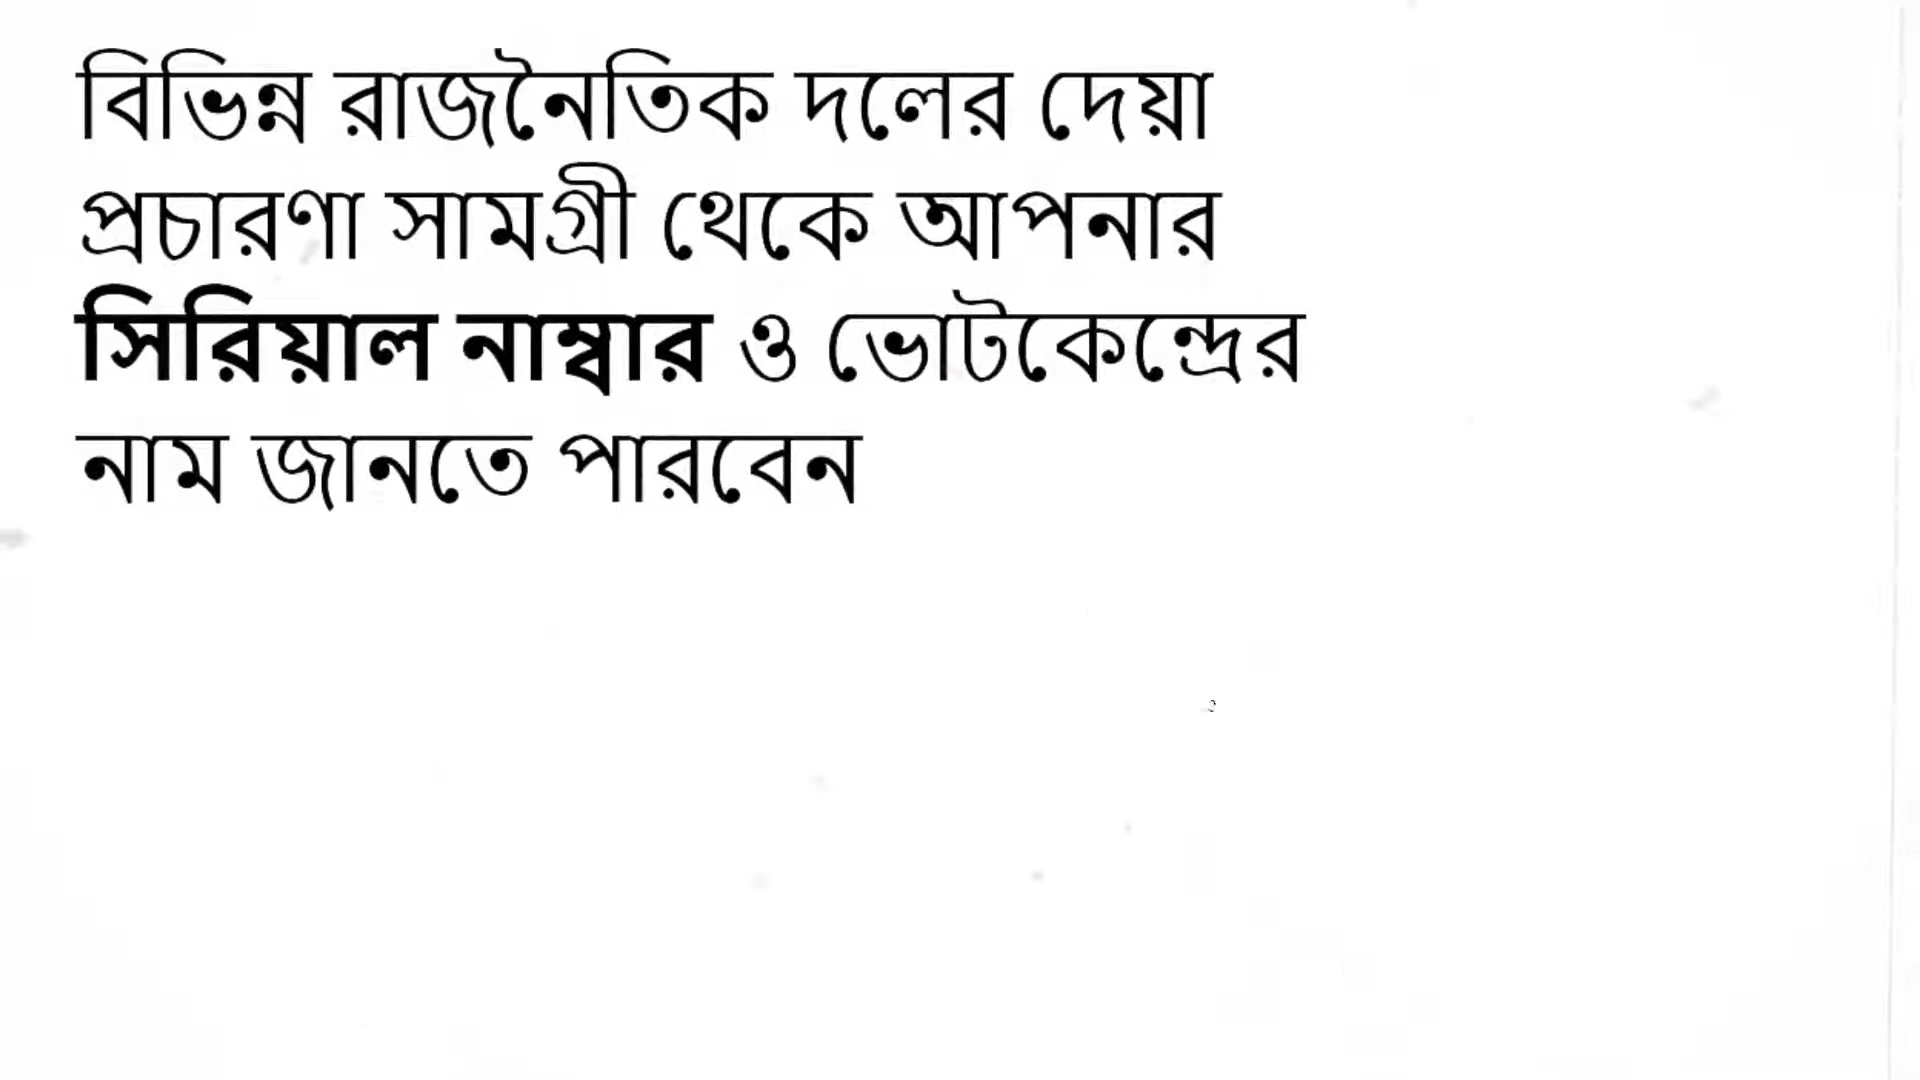 বিভিন্ন রাজনৈতিক দলের দেয়া
প্রচারণা সামগ্রী থেকে আপনার
সিরিয়াল নাম্বার ও ভোটকেন্দ্রের
নাম জানতে পারবেন